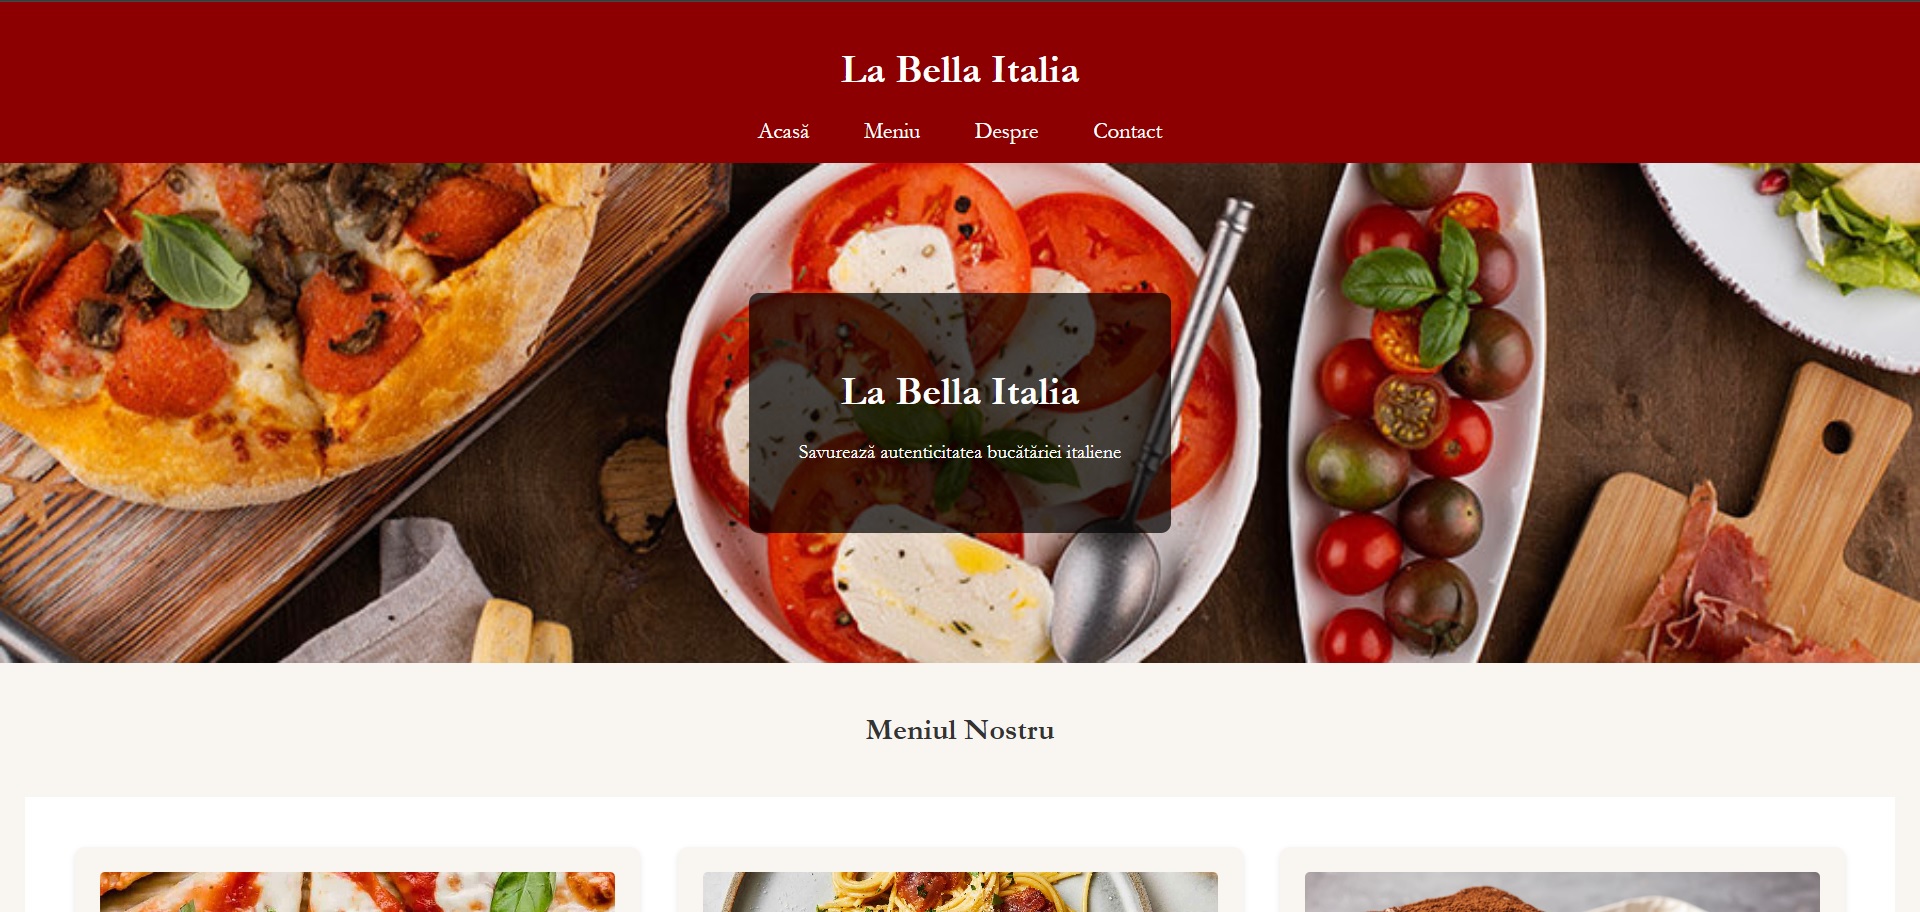 La Bella Italia
Acasă Meniu Despre Contact
La Bella Italia
Savurează autenticitatea bucătăriei italiene
Meniul Nostru